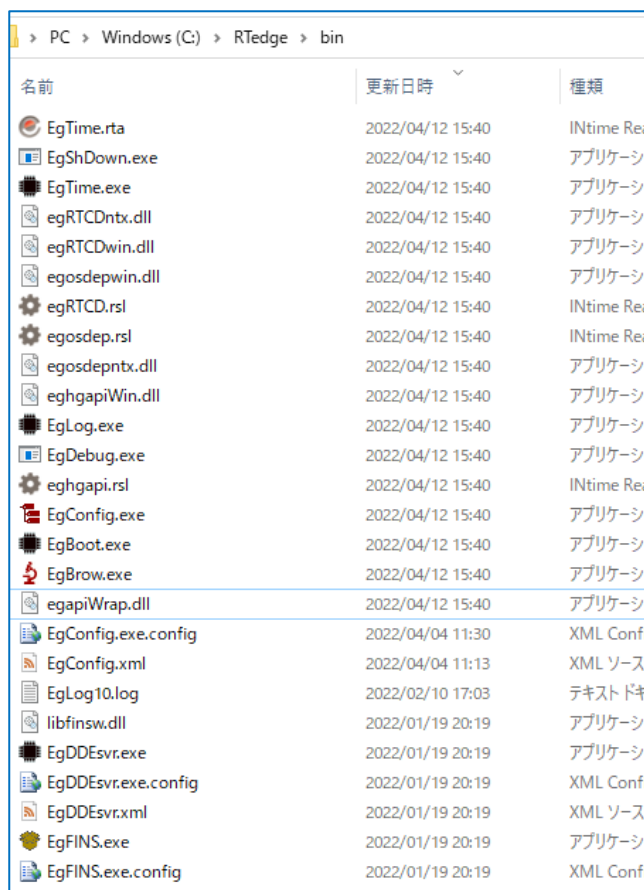 › PC › Windows (C:) › RTedge › bin
名前 更新日時 種類
EgTime.rta 2022/04/12 15:40 INtime Rea
EgShDown.exe 2022/04/12 15:40 アプリケーシ
EgTime.exe 2022/04/12 15:40 アプリケーシ
egRTCDntx.dll 2022/04/12 15:40 アプリケーシ
egRTCDwin.dll 2022/04/12 15:40 アプリケーシ
egosdepwin.dll 2022/04/12 15:40 アプリケーシ
egRTCD.rsl 2022/04/12 15:40 INtime Rea
egosdep.rsl 2022/04/12 15:40 INtime Rea
egosdepntx.dll 2022/04/12 15:40 アプリケーシ
eghgapiWin.dll 2022/04/12 15:40 アプリケーシ
EgLog.exe 2022/04/12 15:40 アプリケーシ
EgDebug.exe 2022/04/12 15:40 アプリケーシ
eghgapi.rsl 2022/04/12 15:40 INtime Rea
EgConfig.exe 2022/04/12 15:40 アプリケーシ
EgBoot.exe 2022/04/12 15:40 アプリケーシ
EgBrow.exe 2022/04/12 15:40 アプリケーシ
egapiWrap.dll 2022/04/12 15:40 アプリケーシ
EgConfig.exe.config 2022/04/04 11:30 XML Conf
EgConfig.xml 2022/04/04 11:13 XML ソース
EgLog10.log 2022/02/10 17:03 テキスト ドキ
libfinsw.dll 2022/01/19 20:19 アプリケーシ
EgDDEsvr.exe 2022/01/19 20:19 アプリケーシ
EgDDEsvr.exe.config 2022/01/19 20:19 XML Conf
EgDDEsvr.xml 2022/01/19 20:19 XML ソース
EgFINS.exe 2022/01/19 20:19 アプリケーシ
EgFINS.exe.config 2022/01/19 20:19 XML Conf